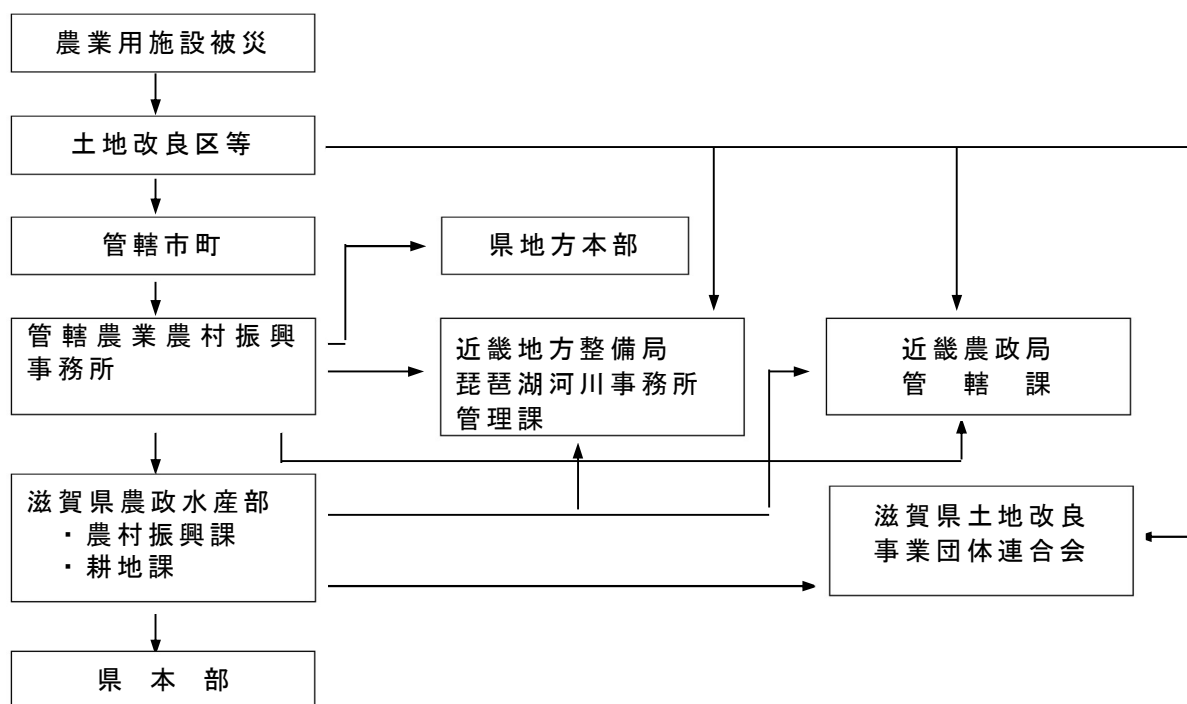 農業用施設被災
土地改良区等
管轄市町
県地方本部
管轄農業農村振興
事務所
近畿地方整備局
琵琶湖河川事務所
管理課
近畿農政局
管轄課
滋賀県農政水産部
・農村振興課
・耕地課
滋賀県土地改良
事業団体連合会
県本部